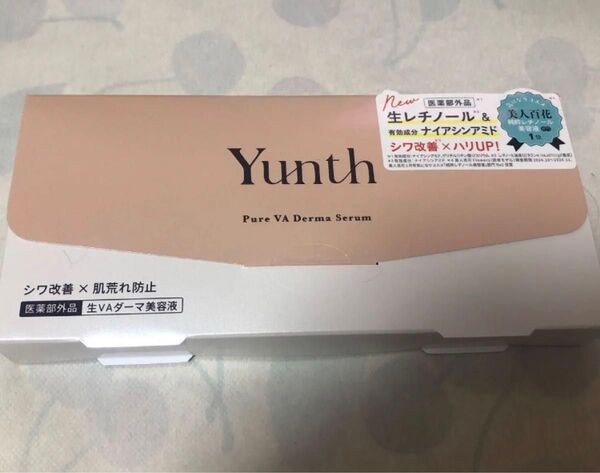 Yunth
Pure VA Derma Serum
New
医薬部外品
生レチノール&
有効成分 ナイアシンアミド
シワ改善×ハリUP!
美人百花
1位
シワ改善×肌荒れ防止
医薬部外品 生VAダーマ美容液